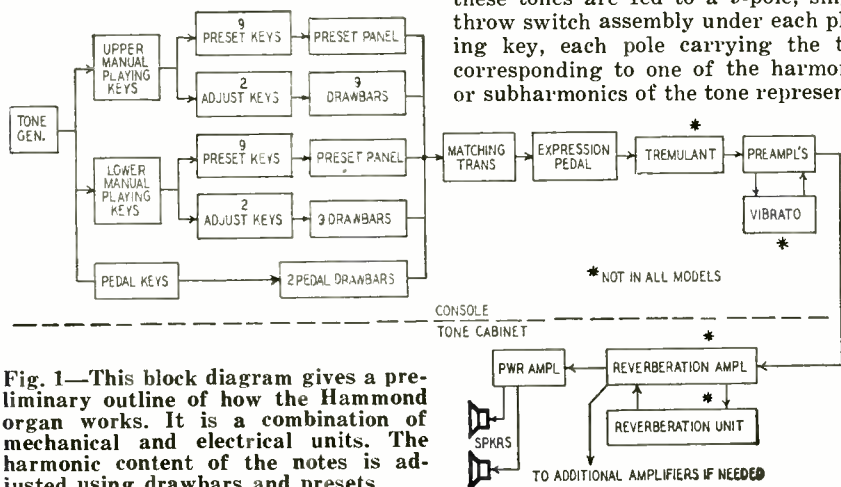 these tones are fed to a 9-pole, sin
throw switch assembly under each pl
ing key, each pole carrying the t
corresponding to one of the harmo
or subharmonics of the tone represe
TONE
GEN.
UPPER
MANUAL
PLAYING
KEYS
9
PRESET KEYS
PRESET PANEL
2
ADJUST KEYS
9
DRAWBARS
LOWER
MANUAL
PLAYING
KEYS
9
PRESET KEYS
PRESET PANEL
2
ADJUST KEYS
9 DRAWBARS
PEDAL KEYS
2 PEDAL DRAWBARS
MATCHING
TRANS
EXPRESSION
PEDAL
*
TREMULANT
PREAMPL'S
VIBRATO
*
* NOT IN ALL MODELS
CONSOLE
TONE CABINET
PWR AMPL
*
REVERBERATION AMPL
*
REVERBERATION UNIT
SPKRS
TO ADDITIONAL AMPLIFIERS IF NEEDED
Fig. 1—This block diagram gives a pre-
liminary outline of how the Hammond
organ works. It is a combination of
mechanical and electrical units. The
harmonic content of the notes is ad-
justed using drawbars and presets